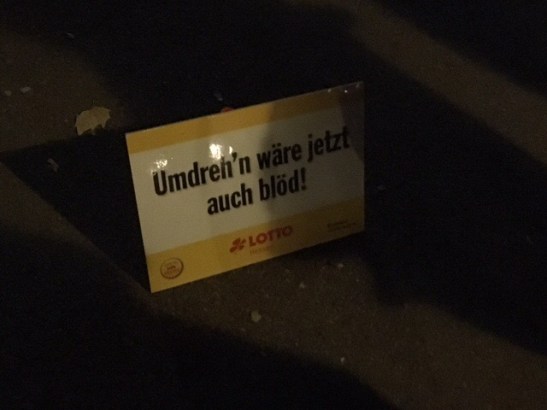 Umdreh'n wäre jetzt
auch blöd!
LOTTO